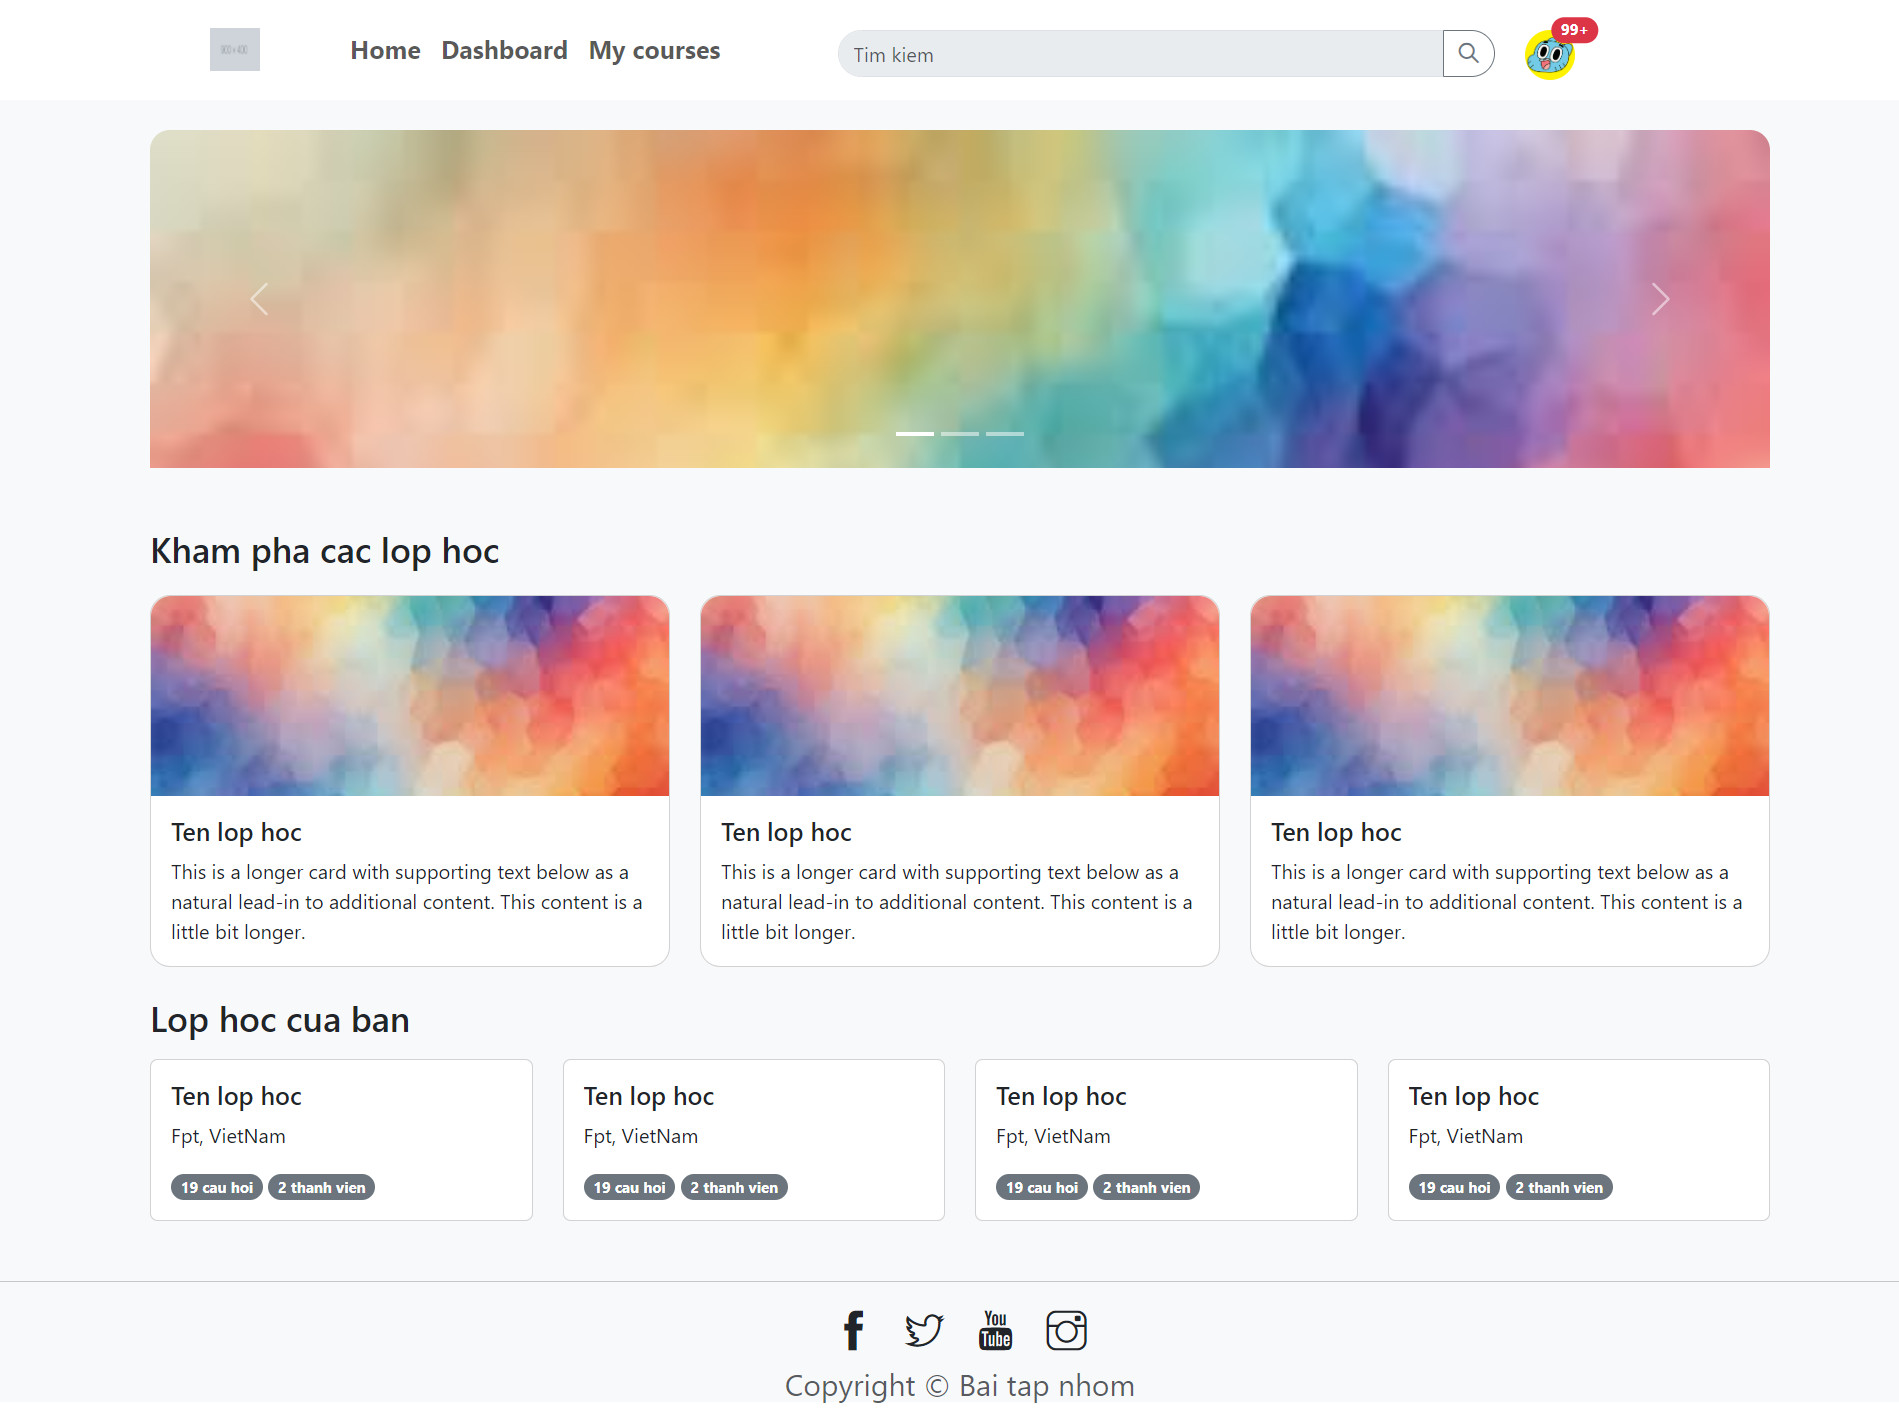 Home Dashboard My courses
Tim kiem
99+
Kham pha cac lop hoc
Ten lop hoc
This is a longer card with supporting text below as a
natural lead-in to additional content. This content is a
little bit longer.
Ten lop hoc
This is a longer card with supporting text below as a
natural lead-in to additional content. This content is a
little bit longer.
Ten lop hoc
This is a longer card with supporting text below as a
natural lead-in to additional content. This content is a
little bit longer.
Lop hoc cua ban
Ten lop hoc
Fpt, VietNam
19 cau hoi 2 thanh vien
Ten lop hoc
Fpt, VietNam
19 cau hoi 2 thanh vien
Ten lop hoc
Fpt, VietNam
19 cau hoi 2 thanh vien
Ten lop hoc
Fpt, VietNam
19 cau hoi 2 thanh vien
You
Tube
Copyright © Bai tap nhom